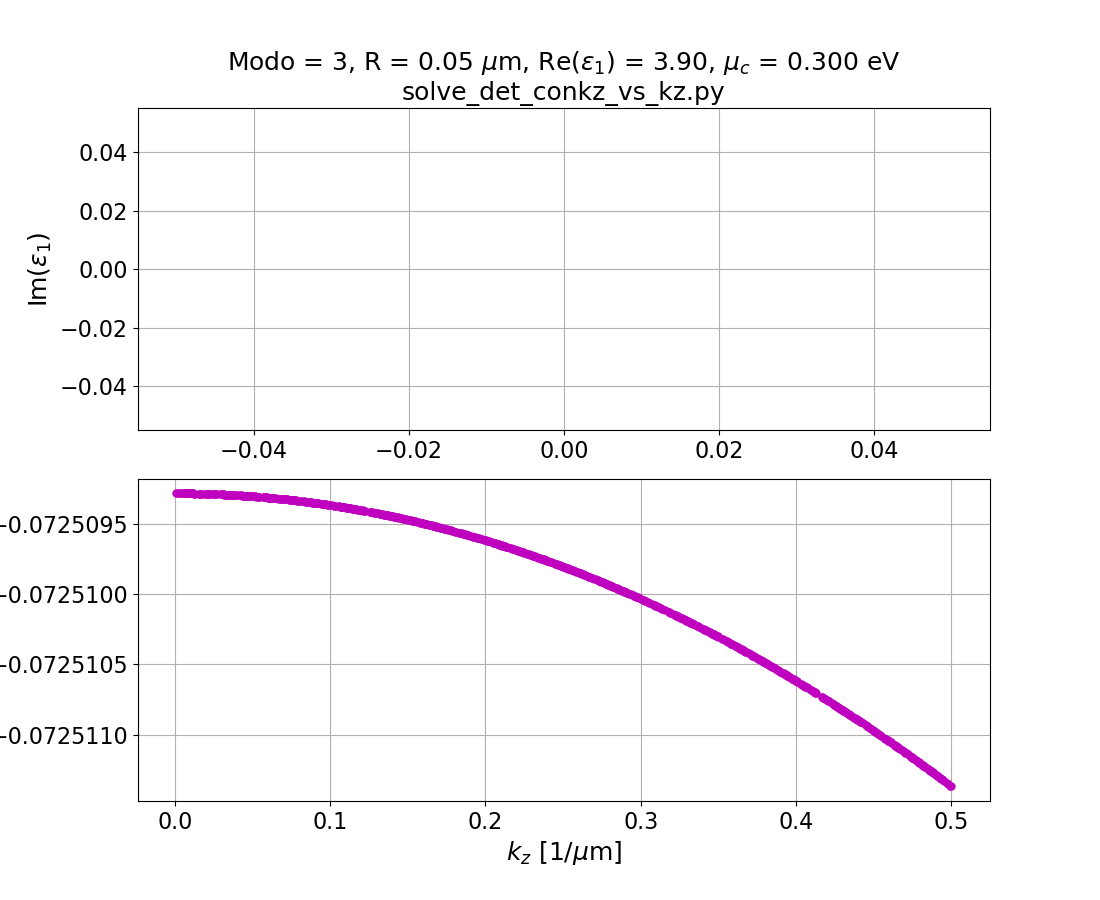 Modo = 3, R = 0.05 μm, Re(ε₁) = 3.90, μ_c = 0.300 eV
solve_det_conkz_vs_kz.py
0.04
0.02
0.00
−0.02
−0.04
Im(ε₁)
−0.04 −0.02 0.00 0.02 0.04
−0.0725095
−0.0725100
−0.0725105
−0.0725110
0.0 0.1 0.2 0.3 0.4 0.5
k_z [1/μm]